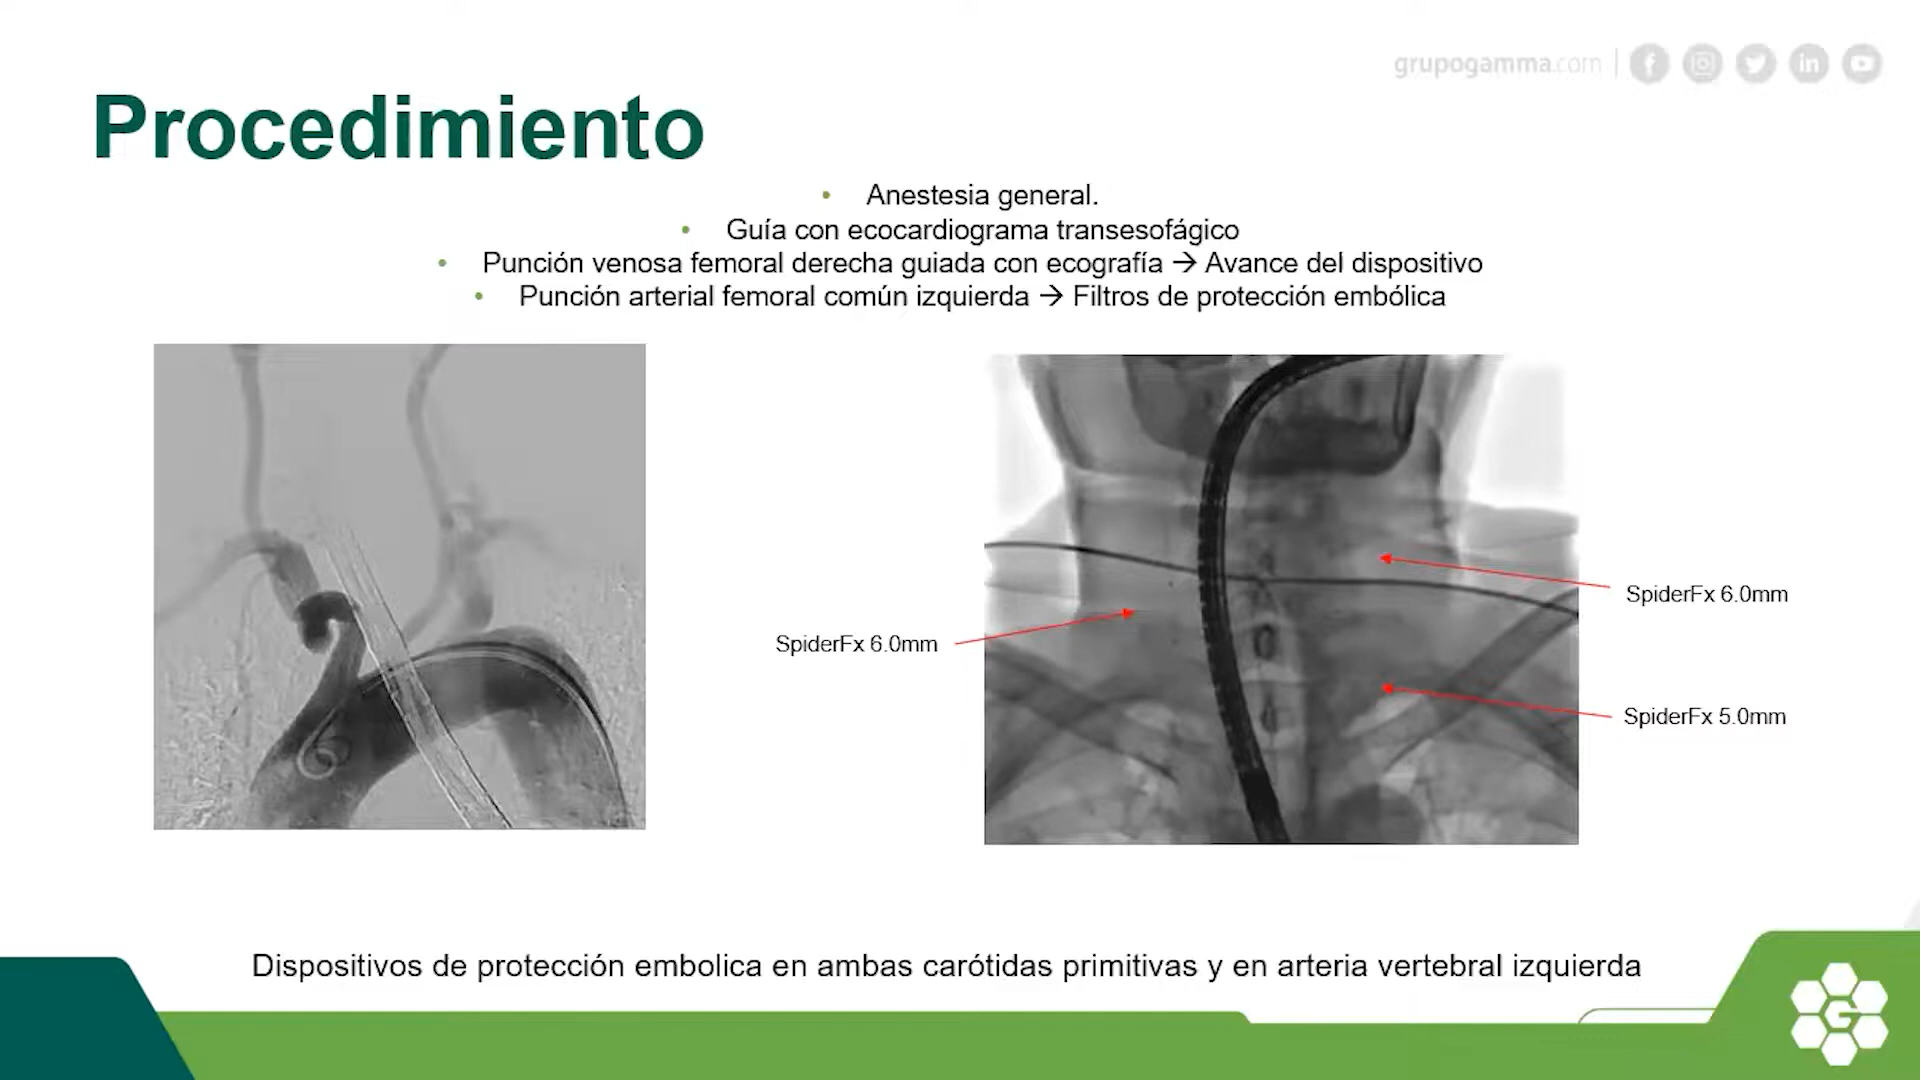 grupogamma.com
Procedimiento
• Anestesia general.
• Guía con ecocardiograma transesofágico
• Punción venosa femoral derecha guiada con ecografía → Avance del dispositivo
• Punción arterial femoral común izquierda → Filtros de protección embólica
SpiderFx 6.0mm
SpiderFx 6.0mm
SpiderFx 5.0mm
Dispositivos de protección embolica en ambas carótidas primitivas y en arteria vertebral izquierda
G